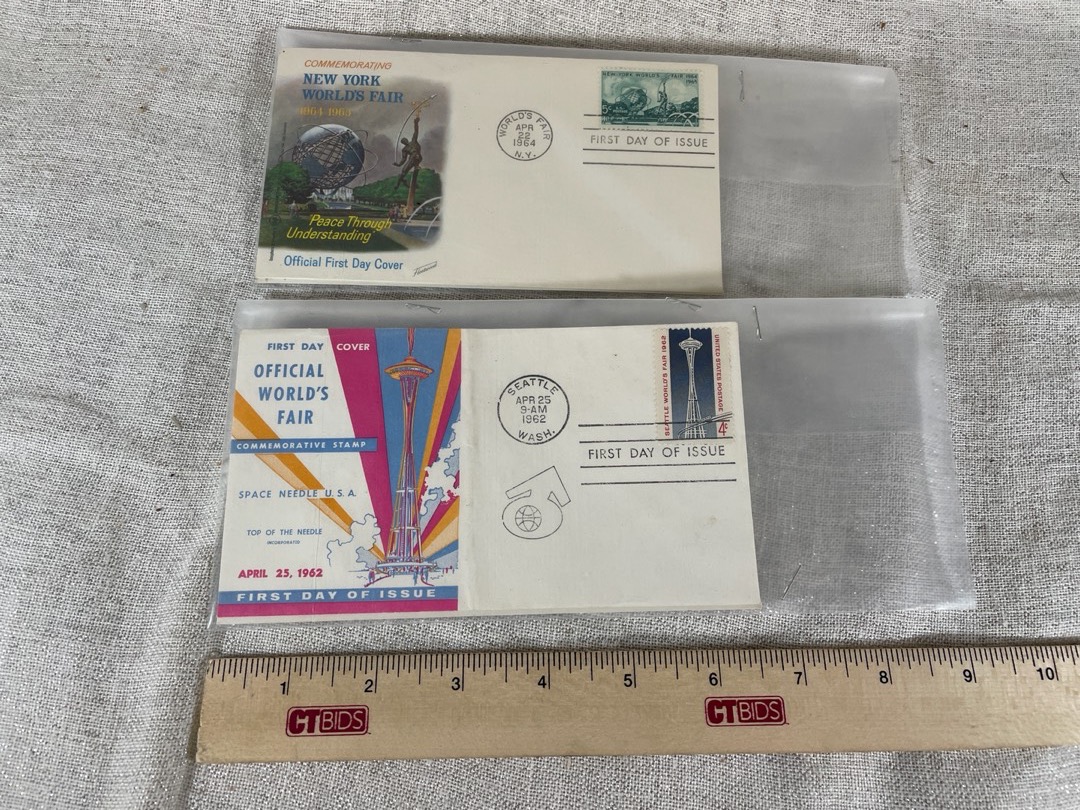 COMMEMORATING
NEW YORK
WORLD'S FAIR
1964-1965
"Peace Through
Understanding"
Official First Day Cover
Fleetwood
WORLD'S FAIR
APR
22
1964
N.Y.
NEW YORK WORLD'S FAIR 1964
1965
FIRST DAY OF ISSUE
FIRST DAY COVER
OFFICIAL
WORLD'S
FAIR
COMMEMORATIVE STAMP
SPACE NEEDLE U.S.A.
TOP OF THE NEEDLE
INCORPORATED
APRIL 25, 1962
FIRST DAY OF ISSUE
SEATTLE
APR 25
9-AM
1962
WASH.
SEATTLE WORLD'S FAIR 1962
UNITED STATES POSTAGE
4¢
FIRST DAY OF ISSUE
1 2 3 4 5 6 7 8 9 10
CTBIDS CTBIDS